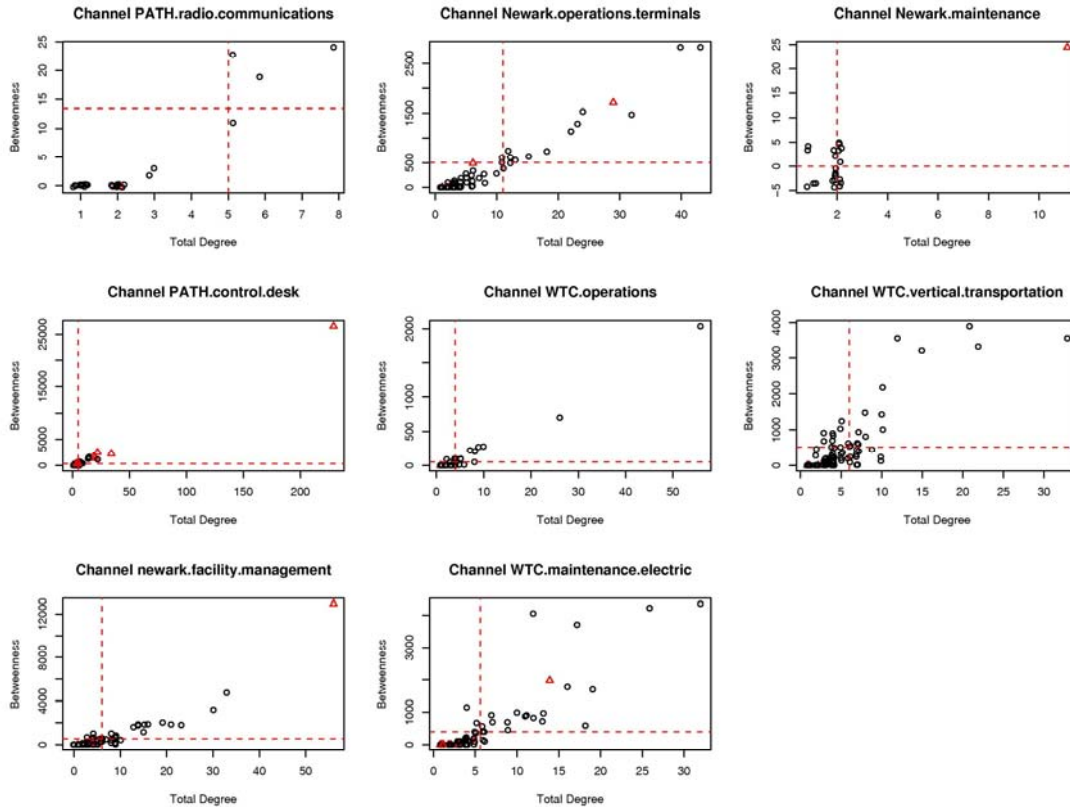 Channel PATH.radio.communications
Betweenness
25
20
15
10
5
0
1 2 3 4 5 6 7 8
Total Degree
Channel Newark.operations.terminals
Betweenness
2500
1500
500
0
0 10 20 30 40
Total Degree
Channel Newark.maintenance
Betweenness
25
20
15
10
5
0
−5
2 4 6 8 10
Total Degree
Channel PATH.control.desk
Betweenness
25000
15000
5000
0
0 50 100 150 200
Total Degree
Channel WTC.operations
Betweenness
2000
1000
500
0
0 10 20 30 40 50
Total Degree
Channel WTC.vertical.transportation
Betweenness
4000
3000
2000
1000
0
0 5 10 15 20 25 30
Total Degree
Channel newark.facility.management
Betweenness
12000
8000
6000
4000
2000
0
0 10 20 30 40 50
Total Degree
Channel WTC.maintenance.electric
Betweenness
3000
1000
0
0 5 10 15 20 25 30
Total Degree